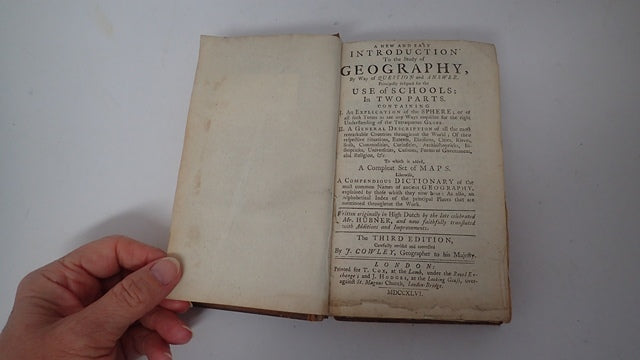 A NEW AND EASY
INTRODUCTION
To the Study of
GEOGRAPHY,
By Way of QUESTION and ANSWER.
Principally designed for the
USE of SCHOOLS:
In TWO PARTS.
CONTAINING
I. An EXPLICATION of the SPHERE; or of
all such Terms as are any Ways requisite for the right
Understanding of the Terraqueous GLOBE.
II. A GENERAL DESCRIPTION of all the most
remarkable Countries throughout the World; Of their
respective Situations, Extents, Divisions, Cities, Rivers,
Soils, Commodities, Curiosities, Archbishopricks, Bi-
shopricks, Universities, Customs, Forms of Government,
and Religion, &c.
To which is added,
A Compleat Set of MAPS.
Likewise,
A COMPENDIOUS DICTIONARY of the
most common Names of ancient GEOGRAPHY,
explained by those which they now bear: As also, an
Alphabetical Index of the principal Places that are
mentioned throughout the Work.
Written originally in High Dutch by the late celebrated
Mr. HÜBNER, and now faithfully translated
with Additions and Improvements.
The THIRD EDITION,
Carefully revised and corrected
By J. COWLEY, Geographer to his Majesty.
LONDON:
Printed for T. COX, at the Lamb, under the Royal Ex-
change; and J. HODGES, at the Looking Glass, over-
against St. Magnus Church, London-Bridge.
MDCCXLVI.